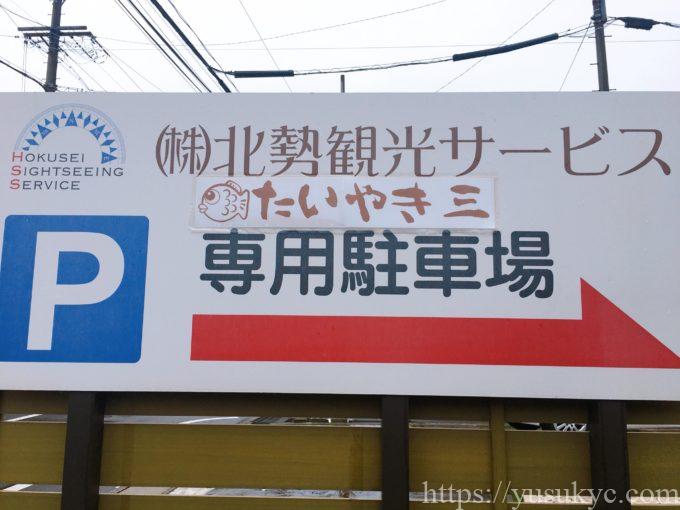 HOKUSEI
SIGHTSEEING
SERVICE
(株)北勢観光サービス
たいやき 三
P
専用駐車場
https://yusukyc.com